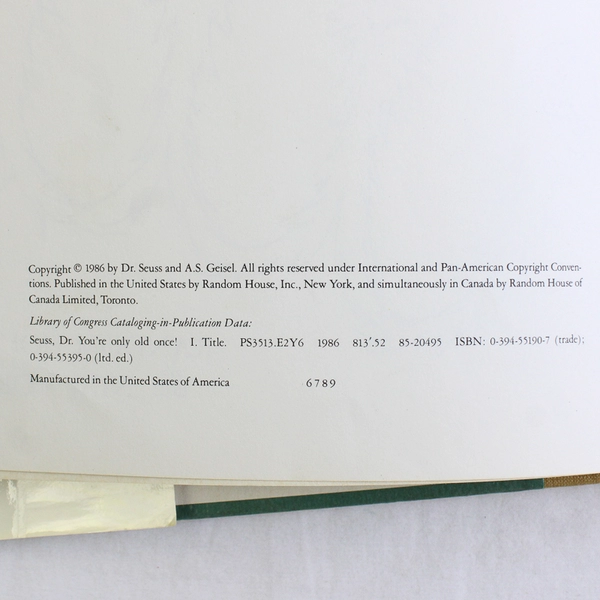 Copyright © 1986 by Dr. Seuss and A.S. Geisel. All rights reserved under International and Pan-American Copyright Conven-
tions. Published in the United States by Random House, Inc., New York, and simultaneously in Canada by Random House of
Canada Limited, Toronto.
Library of Congress Cataloging-in-Publication Data:
Seuss, Dr. You're only old once! I. Title. PS3513.E2Y6 1986 813′.52 85-20495 ISBN: 0-394-55190-7 (trade);
0-394-55395-0 (ltd. ed.)
Manufactured in the United States of America 6 7 8 9